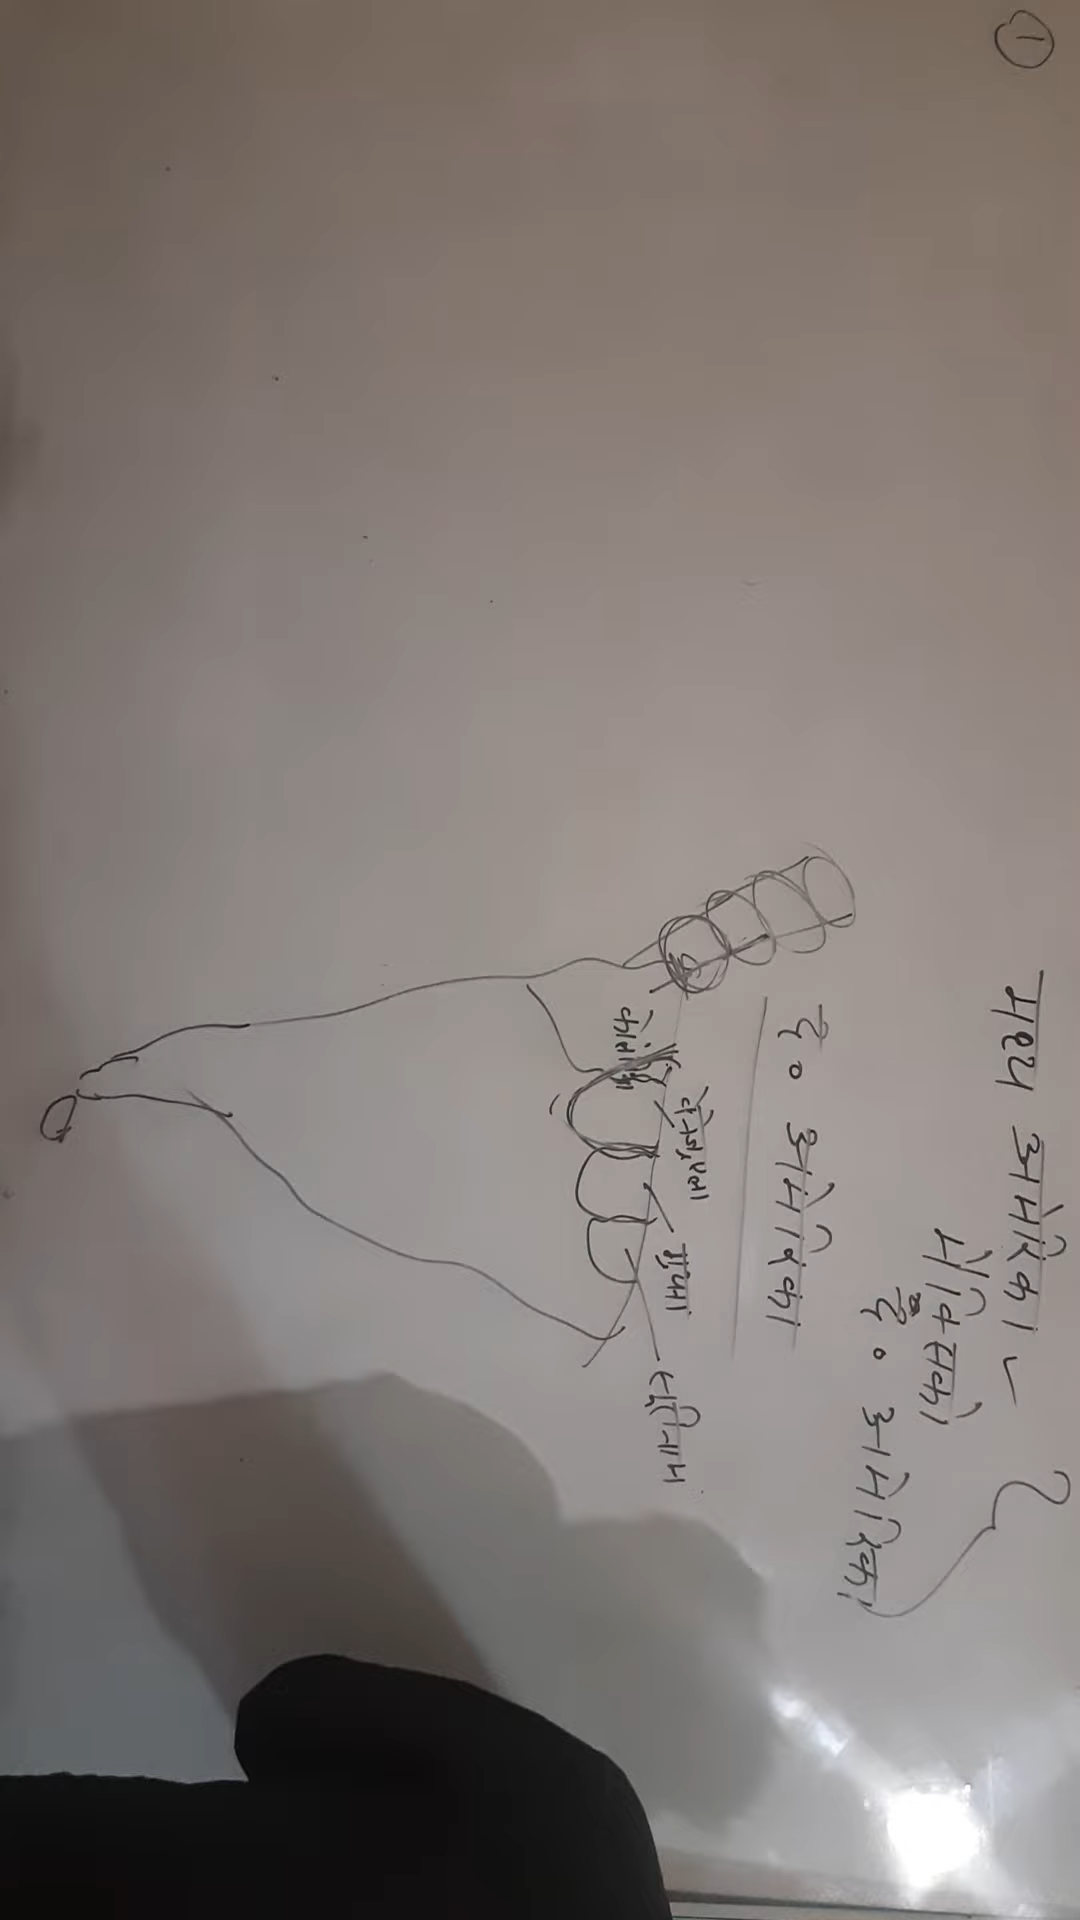 ①
मध्य अमेरिका -
मैक्सिको
द० अमेरिका
द० अमेरिका
कोलंबिया
वेनेजुएला
गुयाना
सूरीनाम